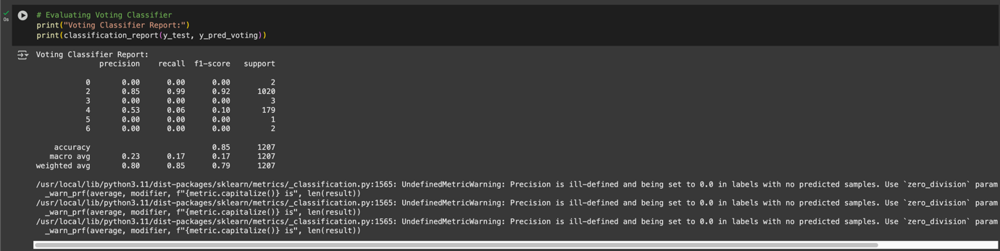 0s
# Evaluating Voting Classifier
print("Voting Classifier Report:")
print(classification_report(y_test, y_pred_voting))
Voting Classifier Report:
precision recall f1-score support
0 0.00 0.00 0.00 2
2 0.85 0.99 0.92 1020
3 0.00 0.00 0.00 3
4 0.53 0.06 0.10 179
5 0.00 0.00 0.00 1
6 0.00 0.00 0.00 2
accuracy 0.85 1207
macro avg 0.23 0.17 0.17 1207
weighted avg 0.80 0.85 0.79 1207
/usr/local/lib/python3.11/dist-packages/sklearn/metrics/_classification.py:1565: UndefinedMetricWarning: Precision is ill-defined and being set to 0.0 in labels with no predicted samples. Use `zero_division` param
_warn_prf(average, modifier, f"{metric.capitalize()} is", len(result))
/usr/local/lib/python3.11/dist-packages/sklearn/metrics/_classification.py:1565: UndefinedMetricWarning: Precision is ill-defined and being set to 0.0 in labels with no predicted samples. Use `zero_division` param
_warn_prf(average, modifier, f"{metric.capitalize()} is", len(result))
/usr/local/lib/python3.11/dist-packages/sklearn/metrics/_classification.py:1565: UndefinedMetricWarning: Precision is ill-defined and being set to 0.0 in labels with no predicted samples. Use `zero_division` param
_warn_prf(average, modifier, f"{metric.capitalize()} is", len(result))